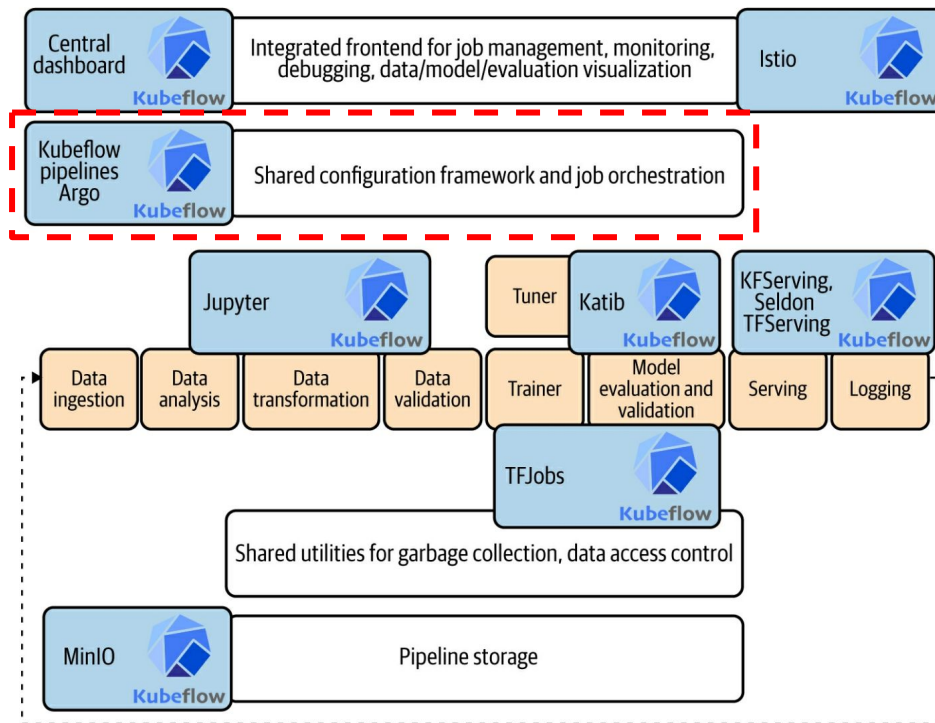 Central
dashboard
Kubeflow
Integrated frontend for job management, monitoring,
debugging, data/model/evaluation visualization
Istio
Kubeflow
Kubeflow
pipelines
Argo
Kubeflow
Shared configuration framework and job orchestration
Jupyter
Kubeflow
Tuner
Katib
Kubeflow
KFServing,
Seldon
TFServing
Kubeflow
Data
ingestion
Data
analysis
Data
transformation
Data
validation
Trainer
Model
evaluation and
validation
Serving
Logging
TFJobs
Kubeflow
Shared utilities for garbage collection, data access control
MinIO
Kubeflow
Pipeline storage